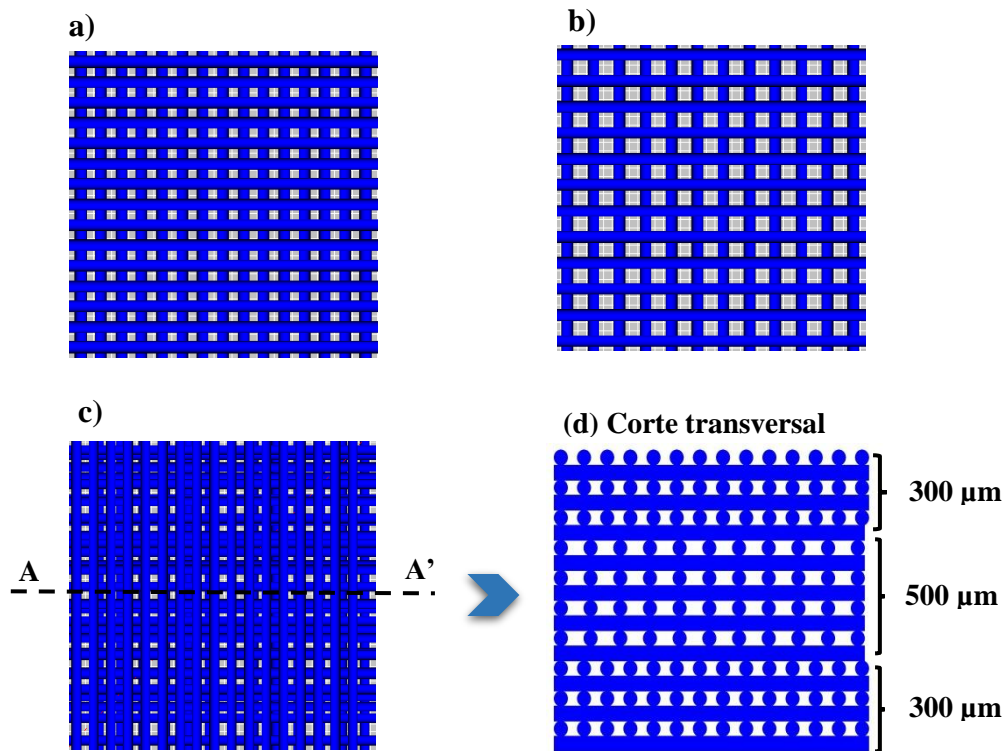 a)
b)
c)
(d) Corte transversal
300 µm
A
A’
500 µm
300 µm